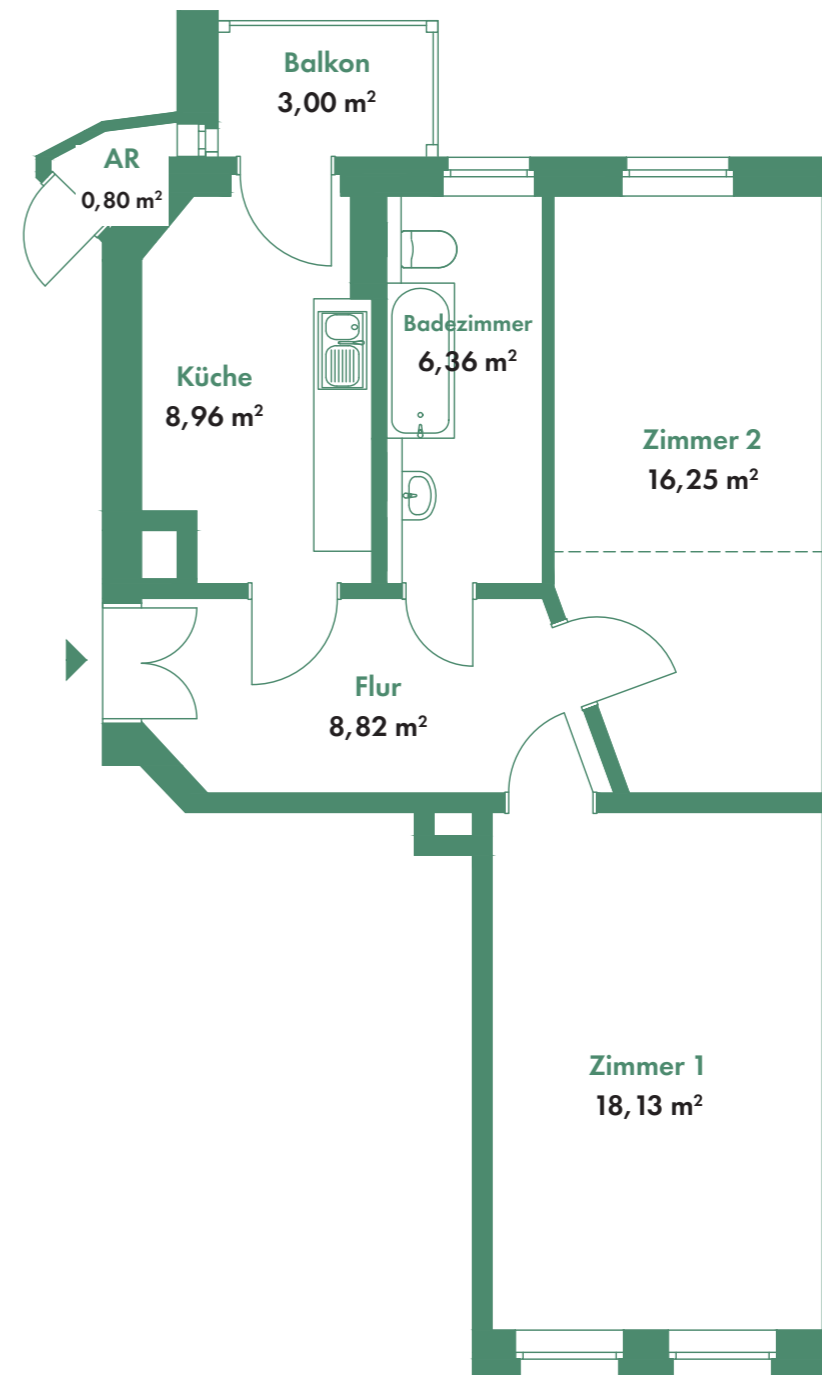 Balkon
3,00 m²
AR
0,80 m²
Badezimmer
6,36 m²
Küche
8,96 m²
Zimmer 2
16,25 m²
Flur
8,82 m²
Zimmer 1
18,13 m²